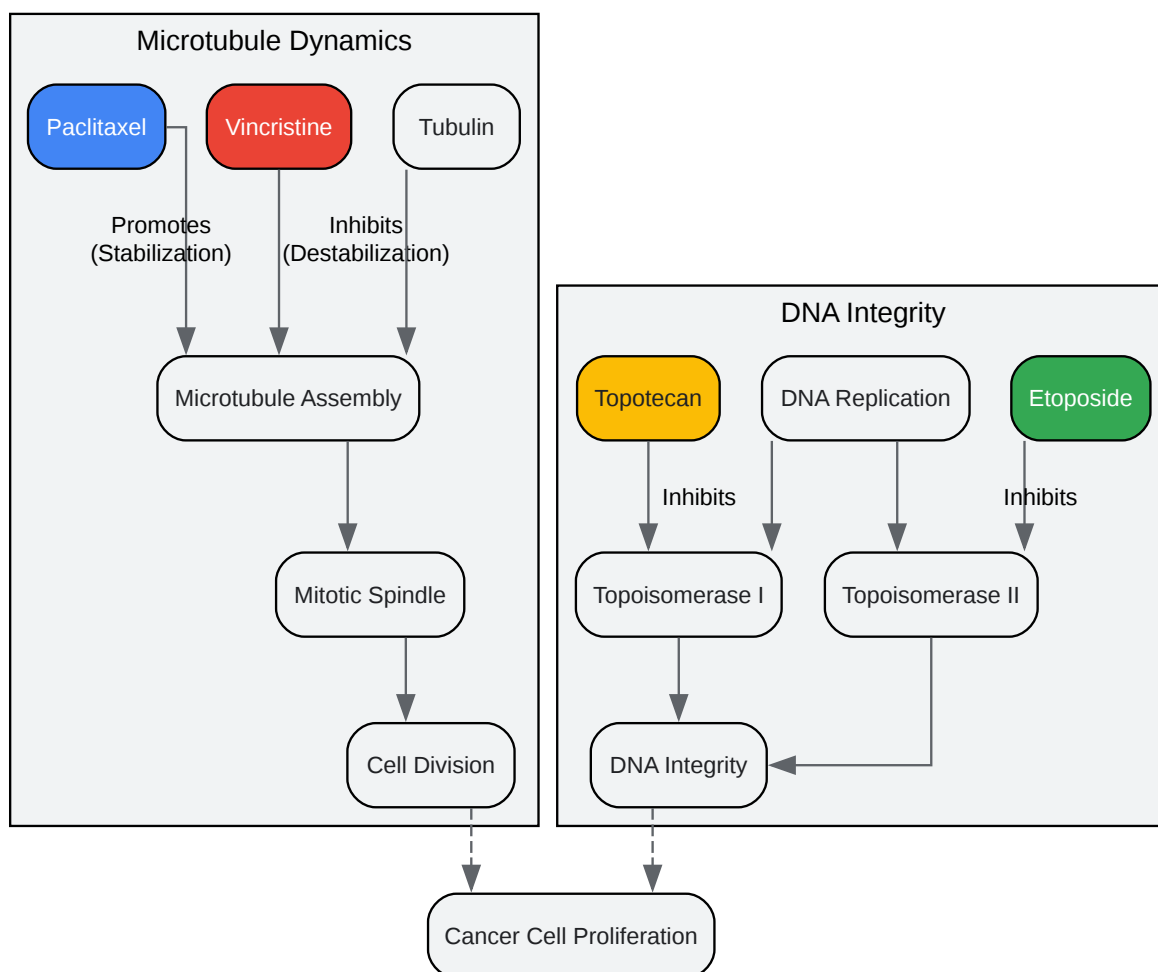 Microtubule Dynamics
Paclitaxel
Vincristine
Tubulin
Promotes
(Stabilization)
Inhibits
(Destabilization)
Microtubule Assembly
Mitotic Spindle
Cell Division
DNA Integrity
Topotecan
DNA Replication
Etoposide
Inhibits
Inhibits
Topoisomerase I
Topoisomerase II
DNA Integrity
Cancer Cell Proliferation